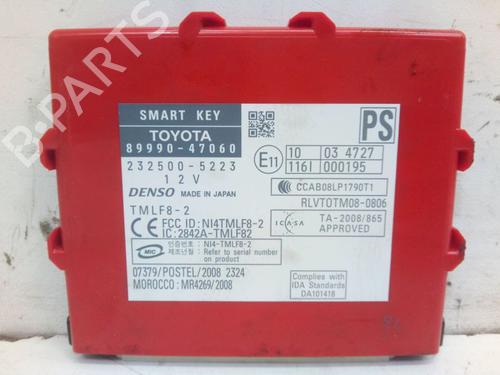 SMART KEY
TOYOTA
89990-47060
232500-5223
12V
DENSO MADE IN JAPAN
TMLF8-2
CE FCC ID: NI4TMLF8-2
IC: 2842A-TMLF82
MIC 인증번호 : NI4-TMLF8-2
제조년월 : Refer to serial number
on product
07379/POSTEL/2008 2324
MOROCCO: MR4269/2008
PS
E11 10 03 4727
116I 000195
CCAB08LP1790T1
RLVTOTM08-0806
ICASA TA-2008/865
APPROVED
Complies with
IDA Standards
DA101418
B-PARTS